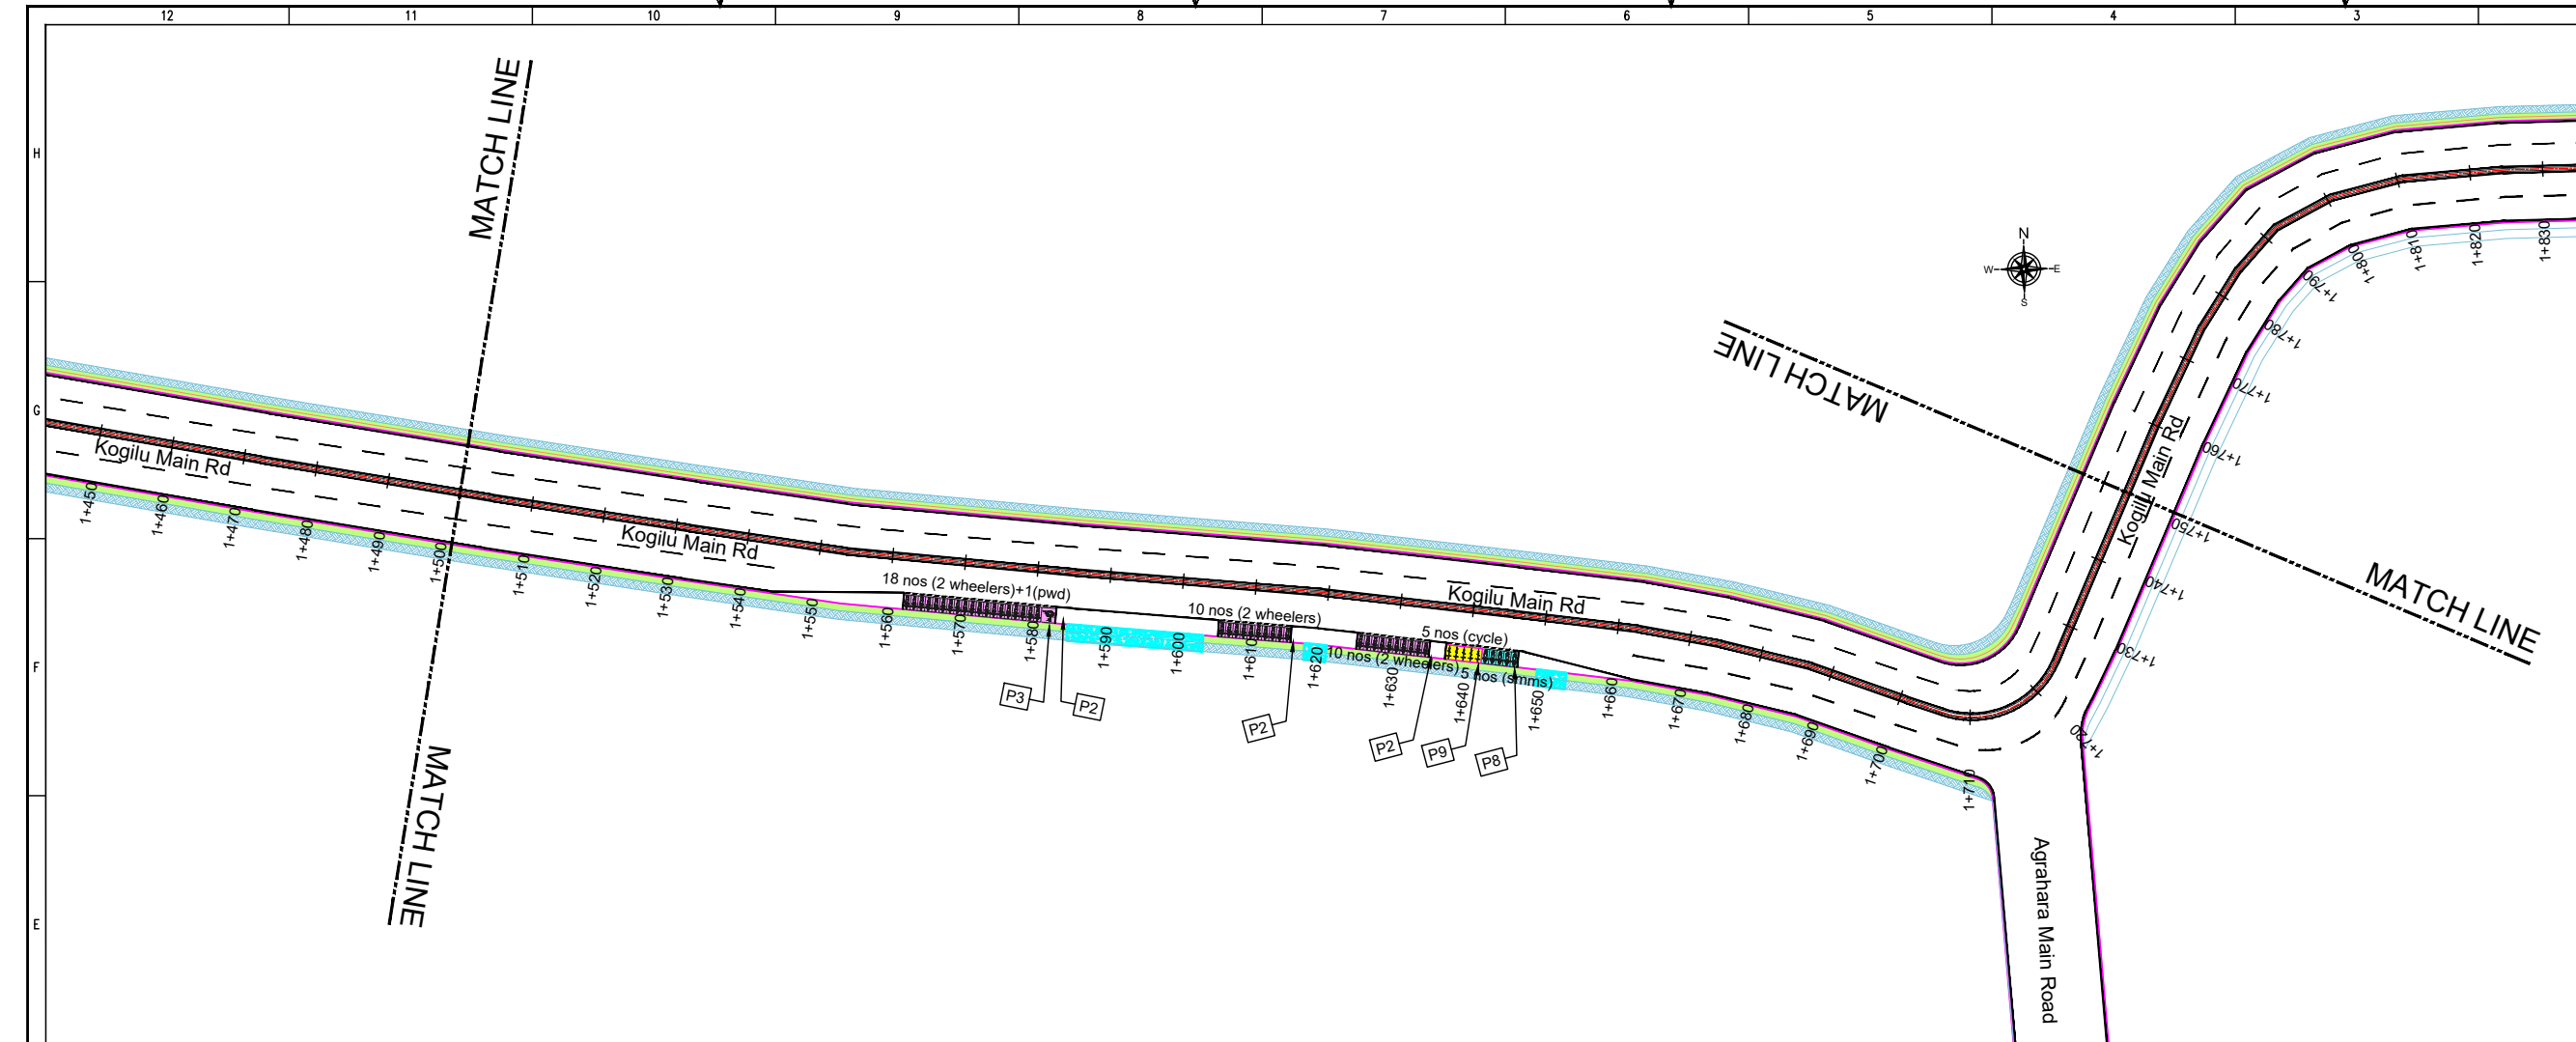 12 11 10 9 8 7 6 5 4 3
H
G
F
E
MATCH LINE
MATCH LINE
MATCH LINE
MATCH LINE
N
W E
S
Kogilu Main Rd
Kogilu Main Rd
Kogilu Main Rd
Kogilu Main Rd
Agrahara Main Road
18 nos (2 wheelers)+1(pwd)
10 nos (2 wheelers)
5 nos (cycle)
10 nos (2 wheelers)
5 nos (smms)
1+450
1+460
1+470
1+480
1+490
1+500
1+510
1+520
1+530
1+540
1+550
1+560
1+570
1+580
1+590
1+600
1+610
1+620
1+630
1+640
1+650
1+660
1+670
1+680
1+690
1+700
1+710
1+720
1+730
1+740
1+750
1+760
1+770
1+780
1+790
1+800
1+810
1+820
1+830
P3
P2
P2
P2
P9
P8